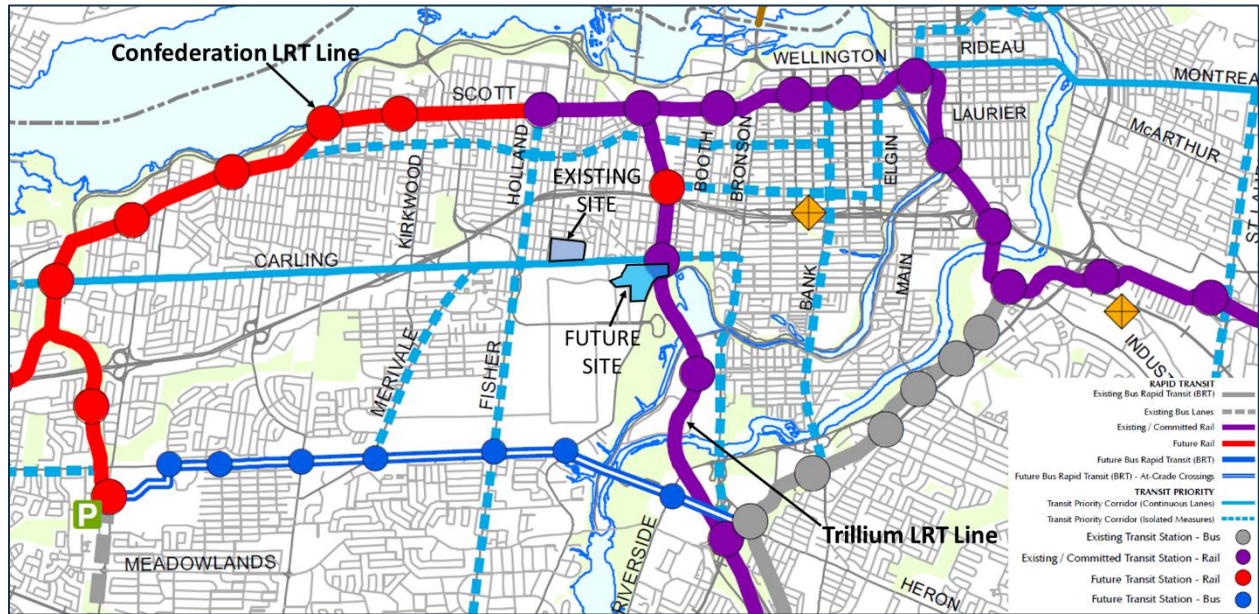 Confederation LRT Line
WELLINGTON
RIDEAU
MONTREA
SCOTT
LAURIER
McARTHUR
HOLLAND
KIRKWOOD
BOOTH
BRONSON
ELGIN
EXISTING
SITE
ST. LA
CARLING
BANK
MAIN
FUTURE
SITE
MERIVALE
FISHER
INDUST
P
MEADOWLANDS
RIVERSIDE
Trillium LRT Line
HERON
RAPID TRANSIT
Existing Bus Rapid Transit (BRT)
Existing Bus Lanes
Existing / Committed Rail
Future Rail
Future Bus Rapid Transit (BRT)
Future Bus Rapid Transit (BRT) - At-Grade Crossings
TRANSIT PRIORITY
Transit Priority Corridor (Continuous Lanes)
Transit Priority Corridor (Isolated Measures)
Existing Transit Station - Bus
Existing / Committed Transit Station - Rail
Future Transit Station - Rail
Future Transit Station - Bus